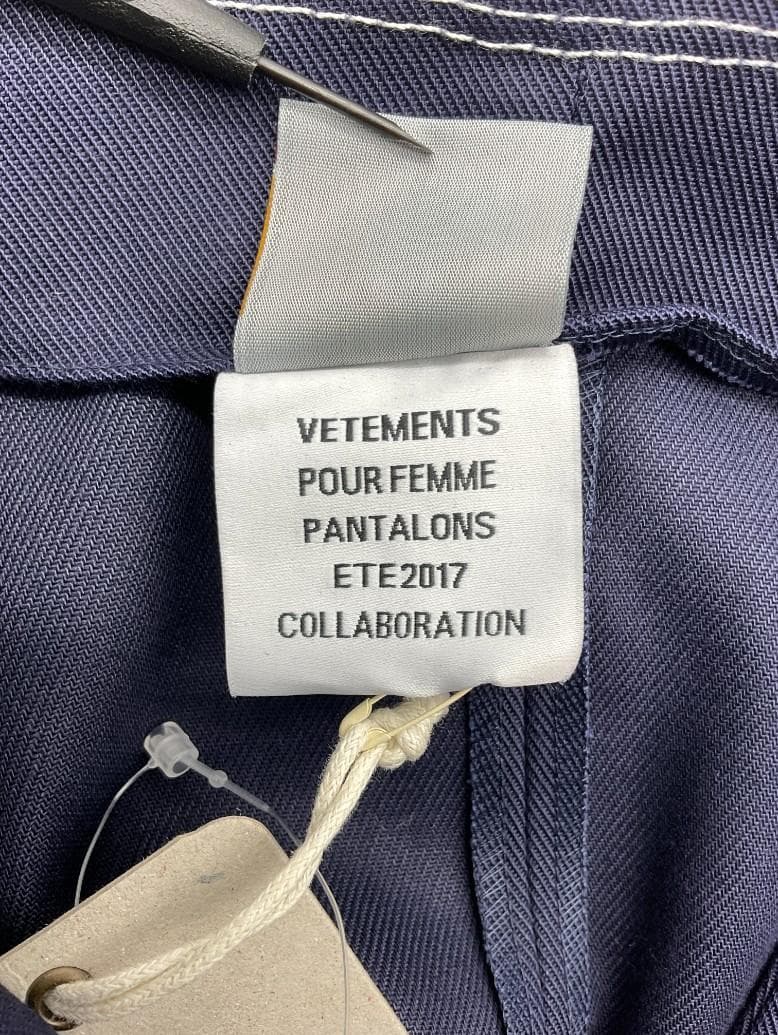 VETEMENTS
POUR FEMME
PANTALONS
ETE2017
COLLABORATION